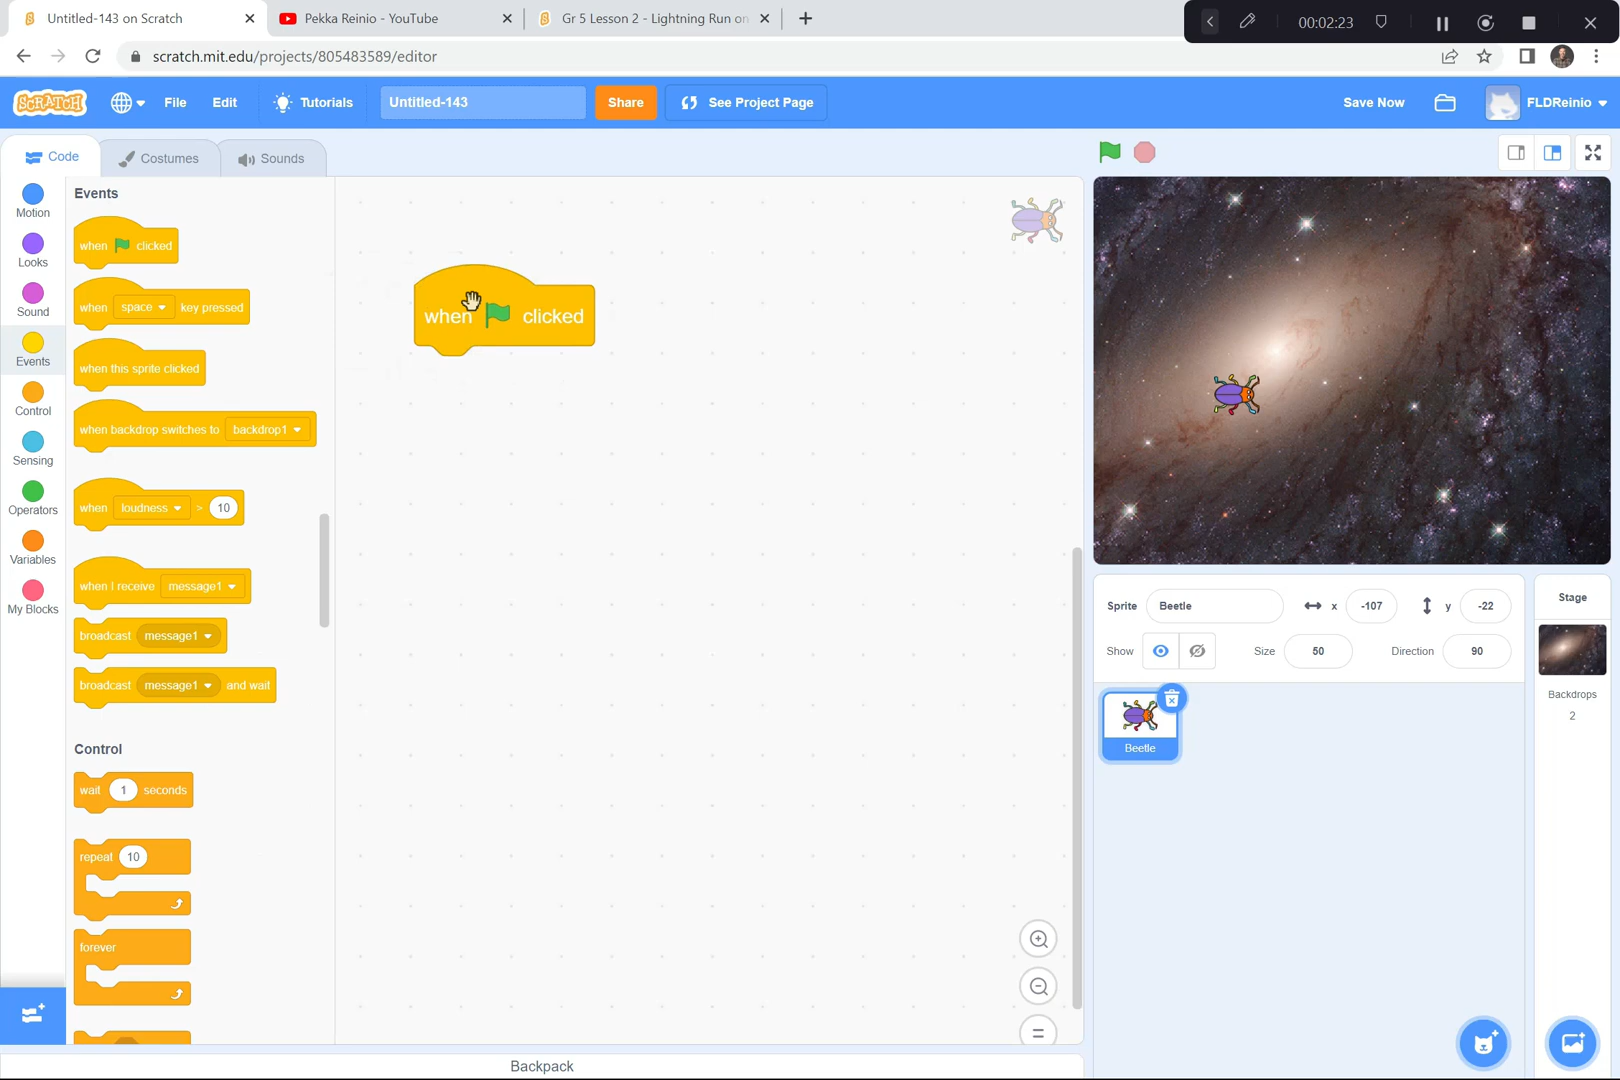 Untitled-143 on Scratch
Pekka Reinio - YouTube
Gr 5 Lesson 2 - Lightning Run on
00:02:23
scratch.mit.edu/projects/805483589/editor
SCRATCH
File
Edit
Tutorials
Untitled-143
Share
See Project Page
Save Now
FLDReinio
Code
Costumes
Sounds
Motion
Looks
Sound
Events
Control
Sensing
Operators
Variables
My Blocks
Events
when clicked
when space key pressed
when this sprite clicked
when backdrop switches to backdrop1
when loudness > 10
when I receive message1
broadcast message1
broadcast message1 and wait
Control
wait 1 seconds
repeat 10
forever
when clicked
Sprite Beetle x -107 y -22
Show Size 50 Direction 90
Beetle
Stage
Backdrops
2
Backpack